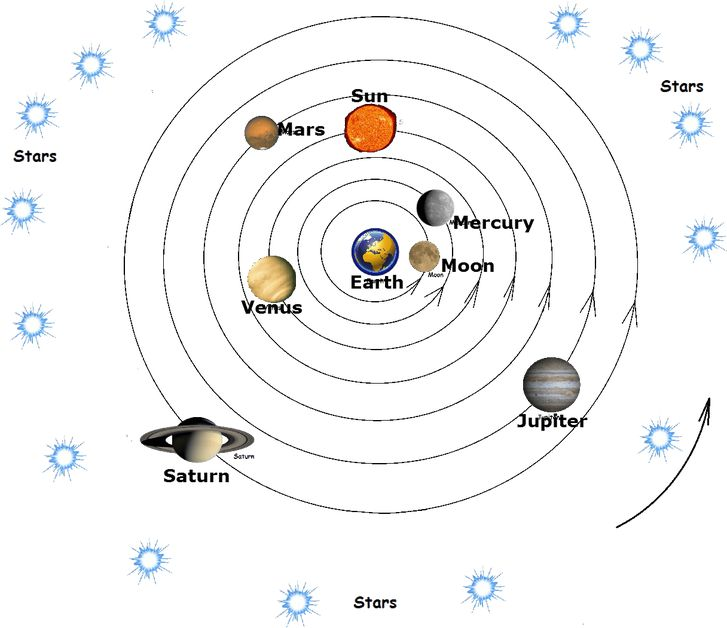 Stars
Sun
Mars
Stars
Mercury
Moon
Moon
Earth
Venus
Jupiter
Saturn
Saturn
Stars